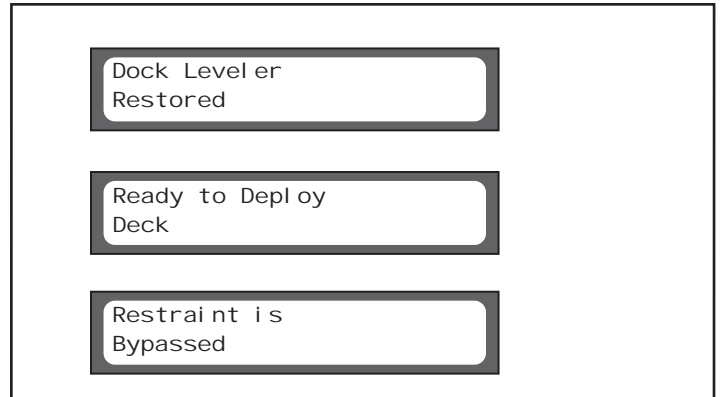 Dock Leveler
Restored
Ready to Deploy
Deck
Restraint is
Bypassed